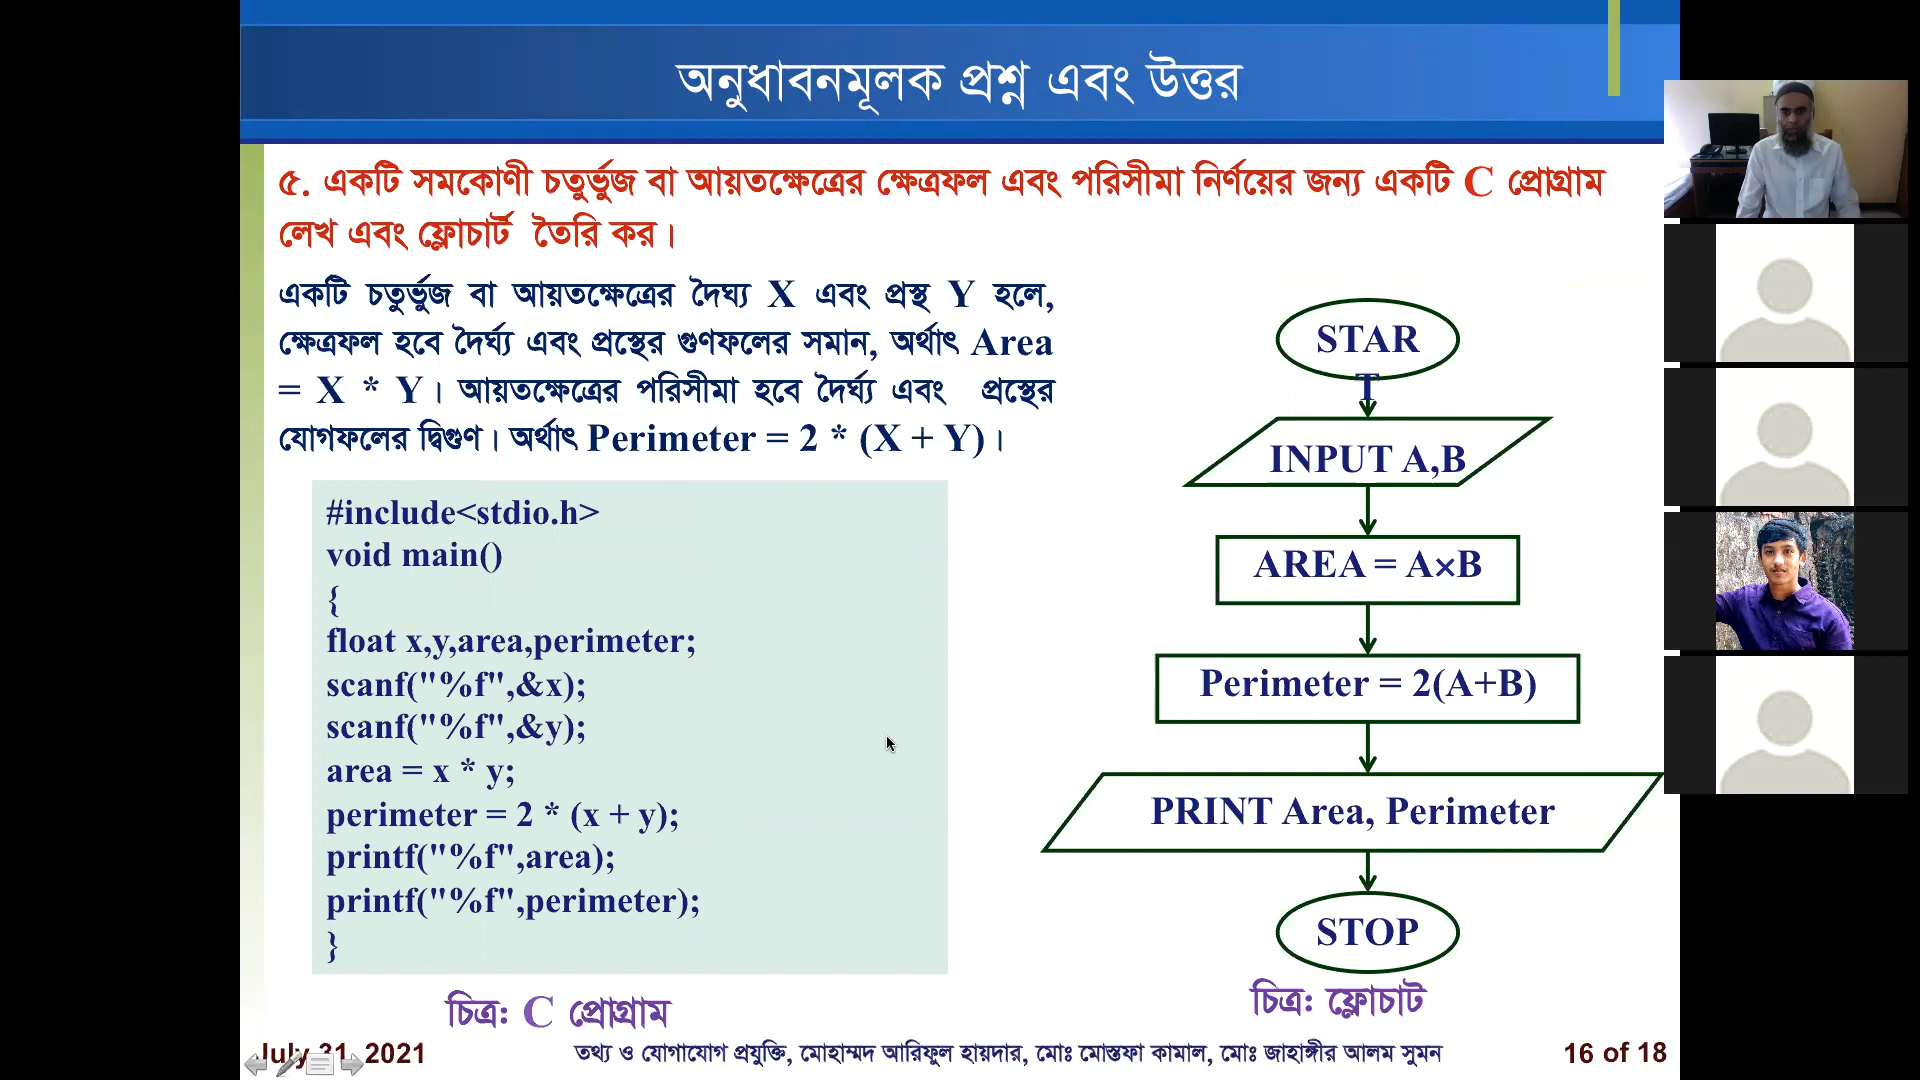 অনুধাবনমূলক প্রশ্ন এবং উত্তর
৫. একটি সমকোণী চতুর্ভুজ বা আয়তক্ষেত্রের ক্ষেত্রফল এবং পরিসীমা নির্ণয়ের জন্য একটি C প্রোগ্রাম
লেখ এবং ফ্লোচার্ট তৈরি কর।
একটি চতুর্ভুজ বা আয়তক্ষেত্রের দৈঘ্য X এবং প্রস্থ Y হলে,
ক্ষেত্রফল হবে দৈর্ঘ্য এবং প্রস্থের গুণফলের সমান, অর্থাৎ Area
= X * Y। আয়তক্ষেত্রের পরিসীমা হবে দৈর্ঘ্য এবং প্রস্থের
যোগফলের দ্বিগুণ। অর্থাৎ Perimeter = 2 * (X + Y)।
#include<stdio.h>
void main()
{
float x,y,area,perimeter;
scanf("%f",&x);
scanf("%f",&y);
area = x * y;
perimeter = 2 * (x + y);
printf("%f",area);
printf("%f",perimeter);
}
চিত্র: C প্রোগ্রাম
STAR
T
INPUT A,B
AREA = A×B
Perimeter = 2(A+B)
PRINT Area, Perimeter
STOP
চিত্র: ফ্লোচাট
July 31, 2021
তথ্য ও যোগাযোগ প্রযুক্তি, মোহাম্মদ আরিফুল হায়দার, মোঃ মোস্তফা কামাল, মোঃ জাহাঙ্গীর আলম সুমন
16 of 18